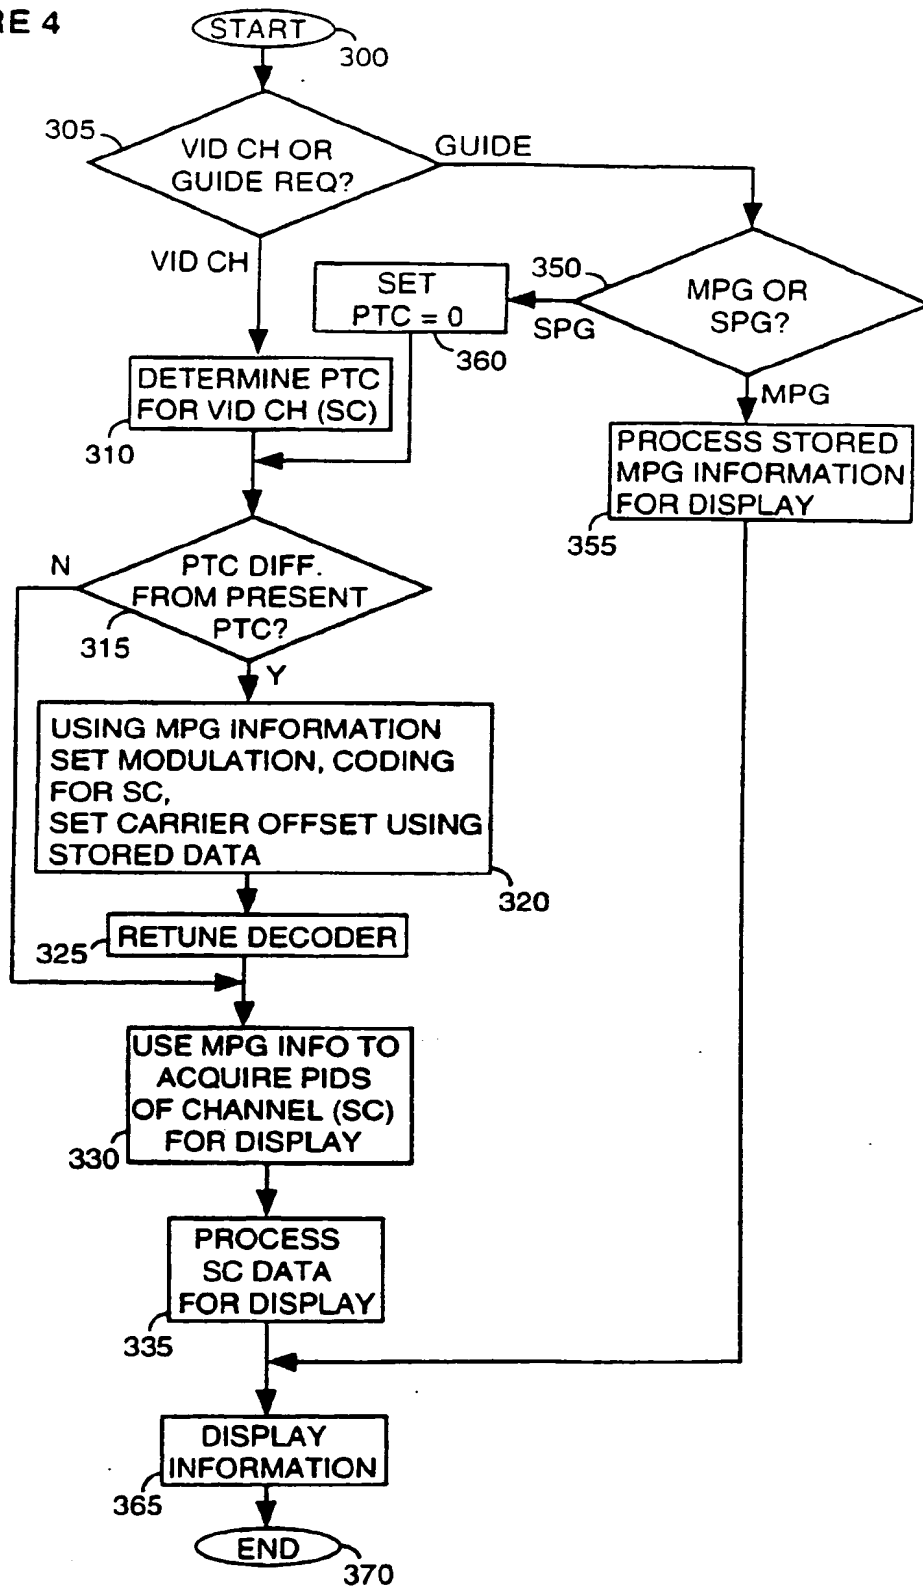 RE 4
START
300
305
VID CH OR
GUIDE REQ?
GUIDE
VID CH
350
MPG OR
SPG?
SPG
SET
PTC = 0
360
MPG
DETERMINE PTC
FOR VID CH (SC)
310
PROCESS STORED
MPG INFORMATION
FOR DISPLAY
355
N
PTC DIFF.
FROM PRESENT
PTC?
315
Y
USING MPG INFORMATION
SET MODULATION, CODING
FOR SC,
SET CARRIER OFFSET USING
STORED DATA
320
325
RETUNE DECODER
USE MPG INFO TO
ACQUIRE PIDS
OF CHANNEL (SC)
FOR DISPLAY
330
PROCESS
SC DATA
FOR DISPLAY
335
DISPLAY
INFORMATION
365
END
370